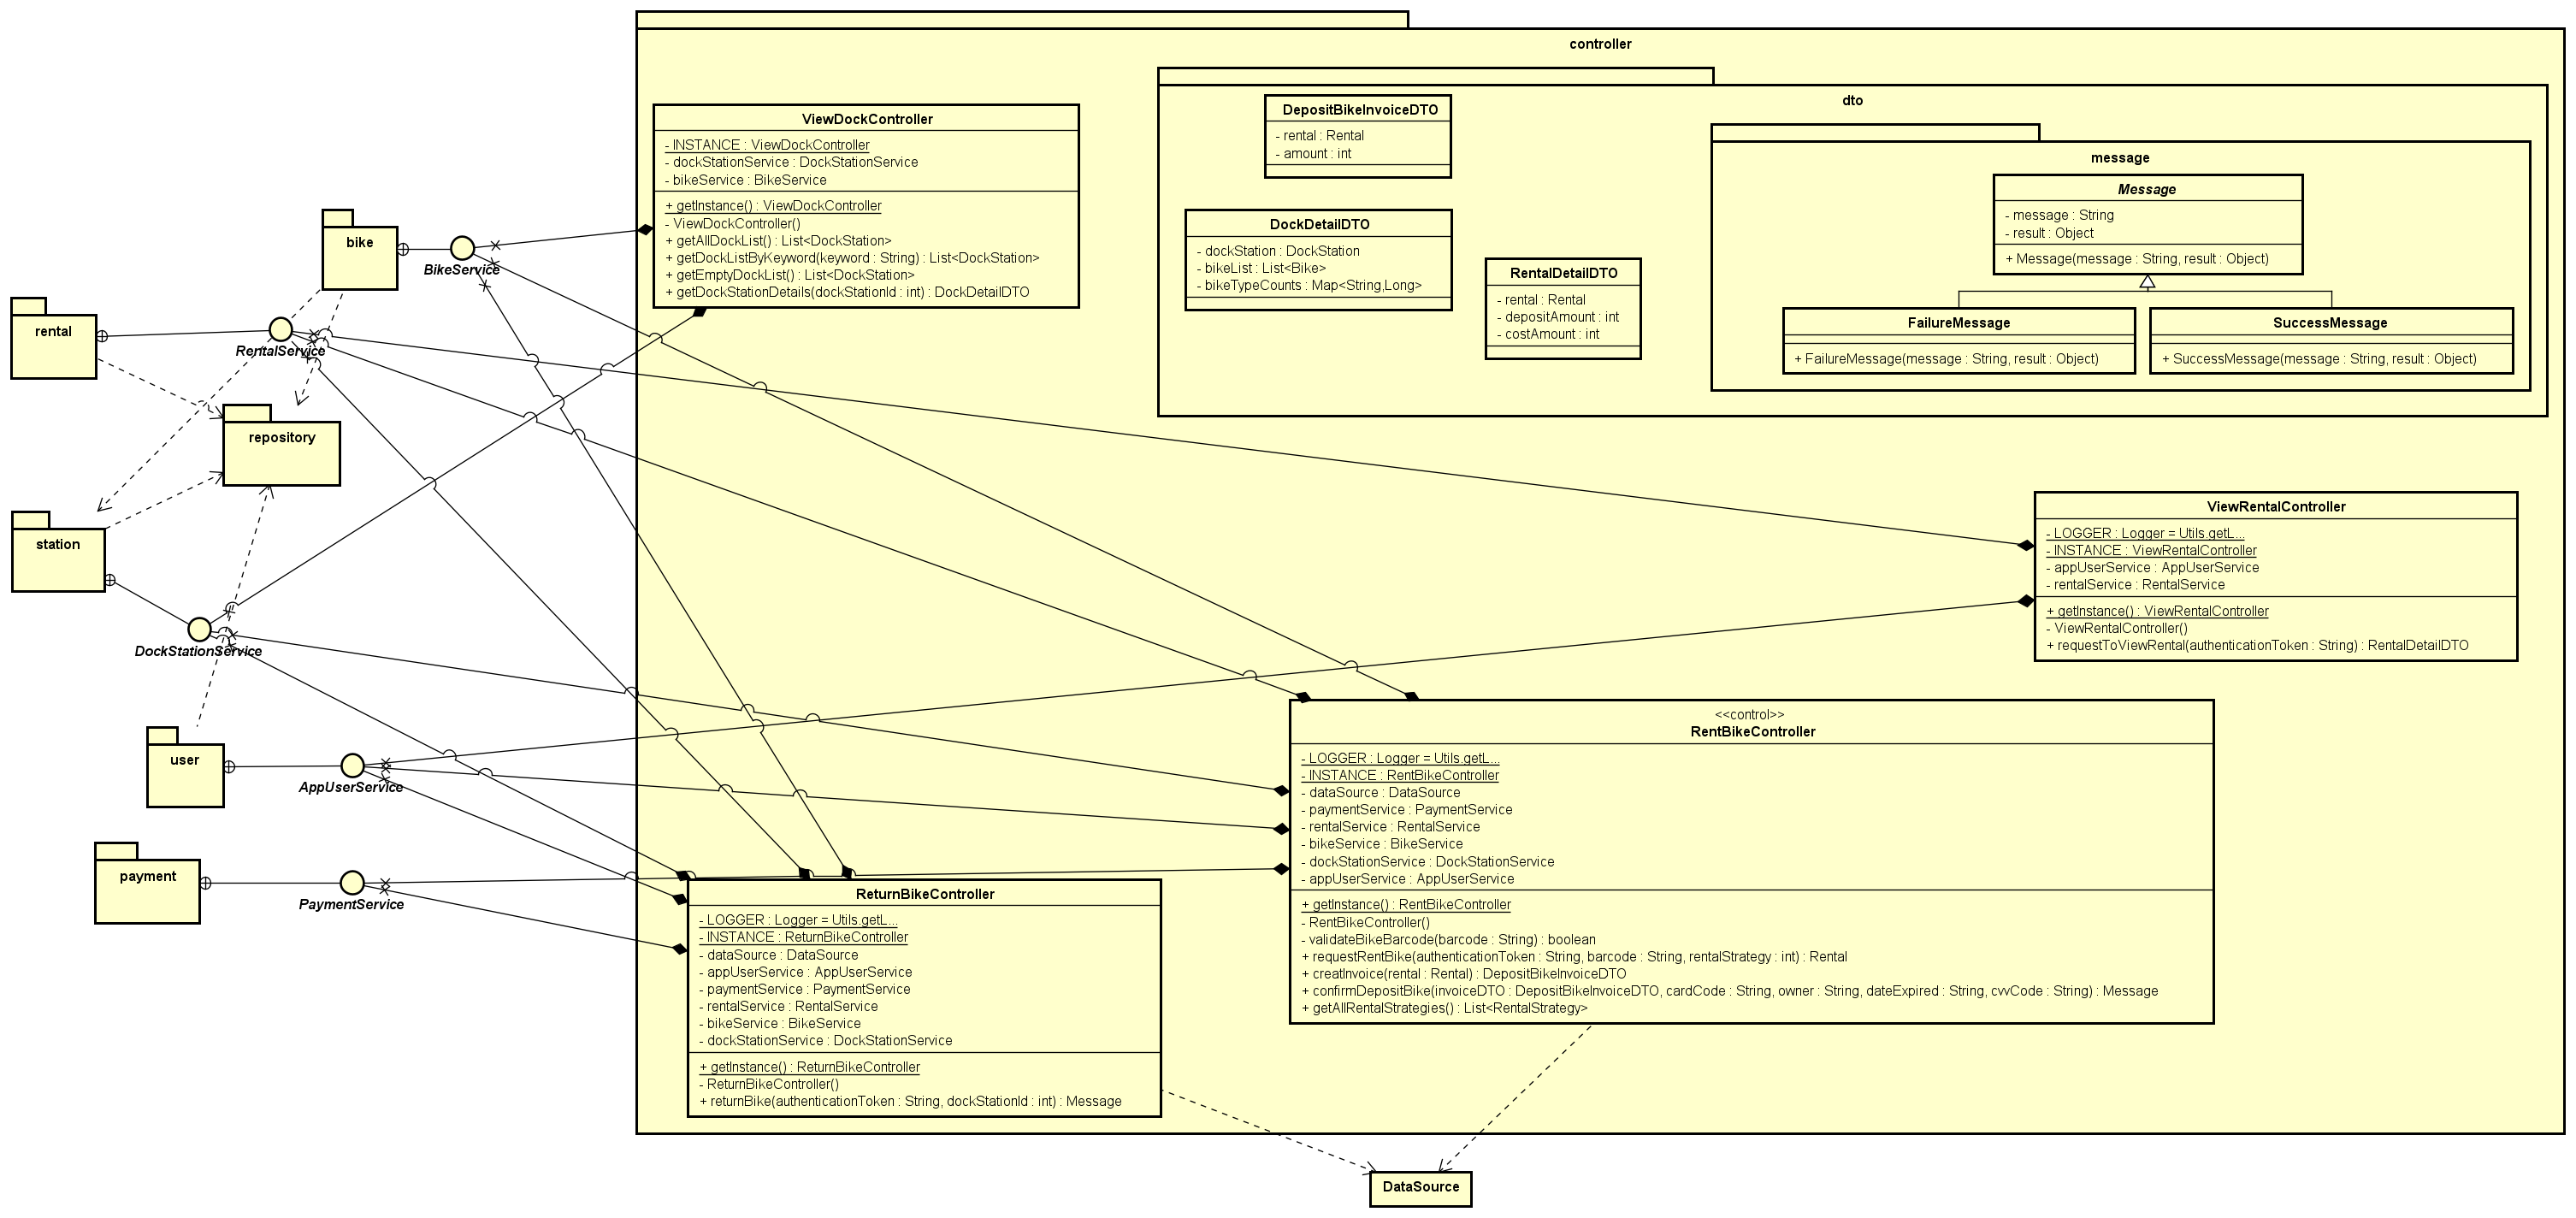 controller
dto
DepositBikeInvoiceDTO
- rental : Rental
- amount : int
ViewDockController
- INSTANCE : ViewDockController
- dockStationService : DockStationService
- bikeService : BikeService
+ getInstance() : ViewDockController
- ViewDockController()
+ getAllDockList() : List<DockStation>
+ getDockListByKeyword(keyword : String) : List<DockStation>
+ getEmptyDockList() : List<DockStation>
+ getDockStationDetails(dockStationId : int) : DockDetailDTO
message
Message
- message : String
- result : Object
+ Message(message : String, result : Object)
DockDetailDTO
- dockStation : DockStation
- bikeList : List<Bike>
- bikeTypeCounts : Map<String,Long>
RentalDetailDTO
- rental : Rental
- depositAmount : int
- costAmount : int
FailureMessage
+ FailureMessage(message : String, result : Object)
SuccessMessage
+ SuccessMessage(message : String, result : Object)
bike
BikeService
rental
RentalService
repository
station
DockStationService
ViewRentalController
- LOGGER : Logger = Utils.getL...
- INSTANCE : ViewRentalController
- appUserService : AppUserService
- rentalService : RentalService
+ getInstance() : ViewRentalController
- ViewRentalController()
+ requestToViewRental(authenticationToken : String) : RentalDetailDTO
user
AppUserService
<<control>>
RentBikeController
- LOGGER : Logger = Utils.getL...
- INSTANCE : RentBikeController
- dataSource : DataSource
- paymentService : PaymentService
- rentalService : RentalService
- bikeService : BikeService
- dockStationService : DockStationService
- appUserService : AppUserService
+ getInstance() : RentBikeController
- RentBikeController()
- validateBikeBarcode(barcode : String) : boolean
+ requestRentBike(authenticationToken : String, barcode : String, rentalStrategy : int) : Rental
+ creatInvoice(rental : Rental) : DepositBikeInvoiceDTO
+ confirmDepositBike(invoiceDTO : DepositBikeInvoiceDTO, cardCode : String, owner : String, dateExpired : String, cvvCode : String) : Message
+ getAllRentalStrategies() : List<RentalStrategy>
payment
PaymentService
ReturnBikeController
- LOGGER : Logger = Utils.getL...
- INSTANCE : ReturnBikeController
- dataSource : DataSource
- appUserService : AppUserService
- paymentService : PaymentService
- rentalService : RentalService
- bikeService : BikeService
- dockStationService : DockStationService
+ getInstance() : ReturnBikeController
- ReturnBikeController()
+ returnBike(authenticationToken : String, dockStationId : int) : Message
DataSource